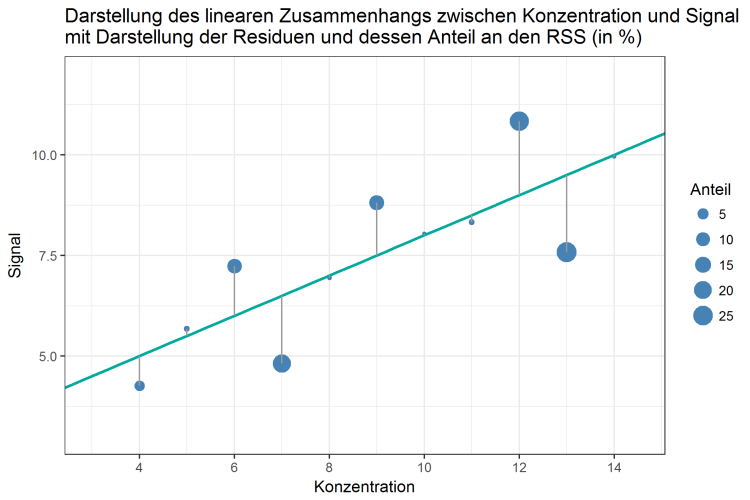 Darstellung des linearen Zusammenhangs zwischen Konzentration und Signal
mit Darstellung der Residuen und dessen Anteil an den RSS (in %)
10.0
7.5
5.0
Signal
4 6 8 10 12 14
Konzentration
Anteil
5
10
15
20
25